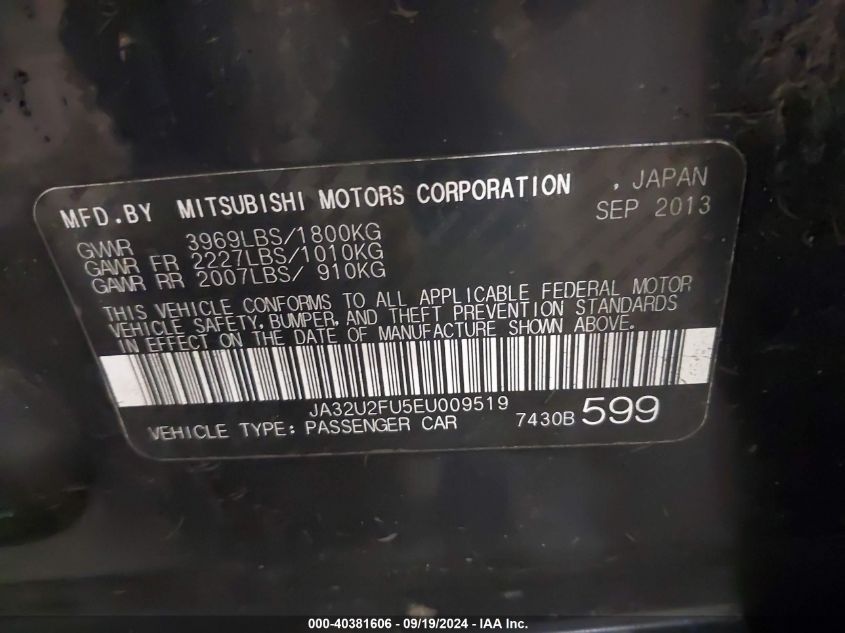 MFD.BY MITSUBISHI MOTORS CORPORATION , JAPAN
SEP 2013
GVWR 3969LBS/1800KG
GAWR FR 2227LBS/1010KG
GAWR RR 2007LBS/ 910KG
THIS VEHICLE CONFORMS TO ALL APPLICABLE FEDERAL MOTOR
VEHICLE SAFETY, BUMPER, AND THEFT PREVENTION STANDARDS
IN EFFECT ON THE DATE OF MANUFACTURE SHOWN ABOVE.
JA32U2FU5EU009519
VEHICLE TYPE: PASSENGER CAR 7430B 599
000-40381606 - 09/19/2024 - IAA Inc.